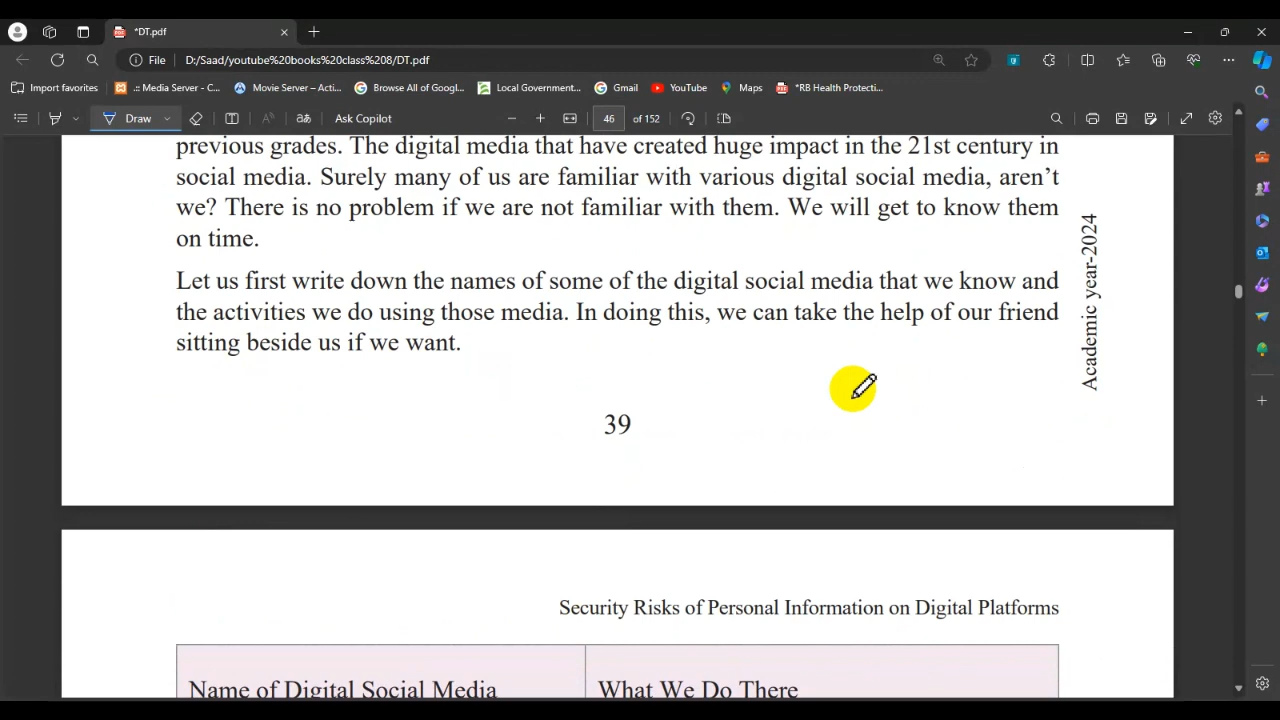 *DT.pdf
File D:/Saad/youtube%20books%20class%208/DT.pdf
Import favorites .:: Media Server - C... Movie Server – Acti... Browse All of Googl... Local Government... Gmail YouTube Maps *RB Health Protecti...
Draw Ask Copilot 46 of 152
previous grades. The digital media that have created huge impact in the 21st century in
social media. Surely many of us are familiar with various digital social media, aren’t
we? There is no problem if we are not familiar with them. We will get to know them
on time.
Let us first write down the names of some of the digital social media that we know and
the activities we do using those media. In doing this, we can take the help of our friend
sitting beside us if we want.
Academic year-2024
39
Security Risks of Personal Information on Digital Platforms
Name of Digital Social Media What We Do There